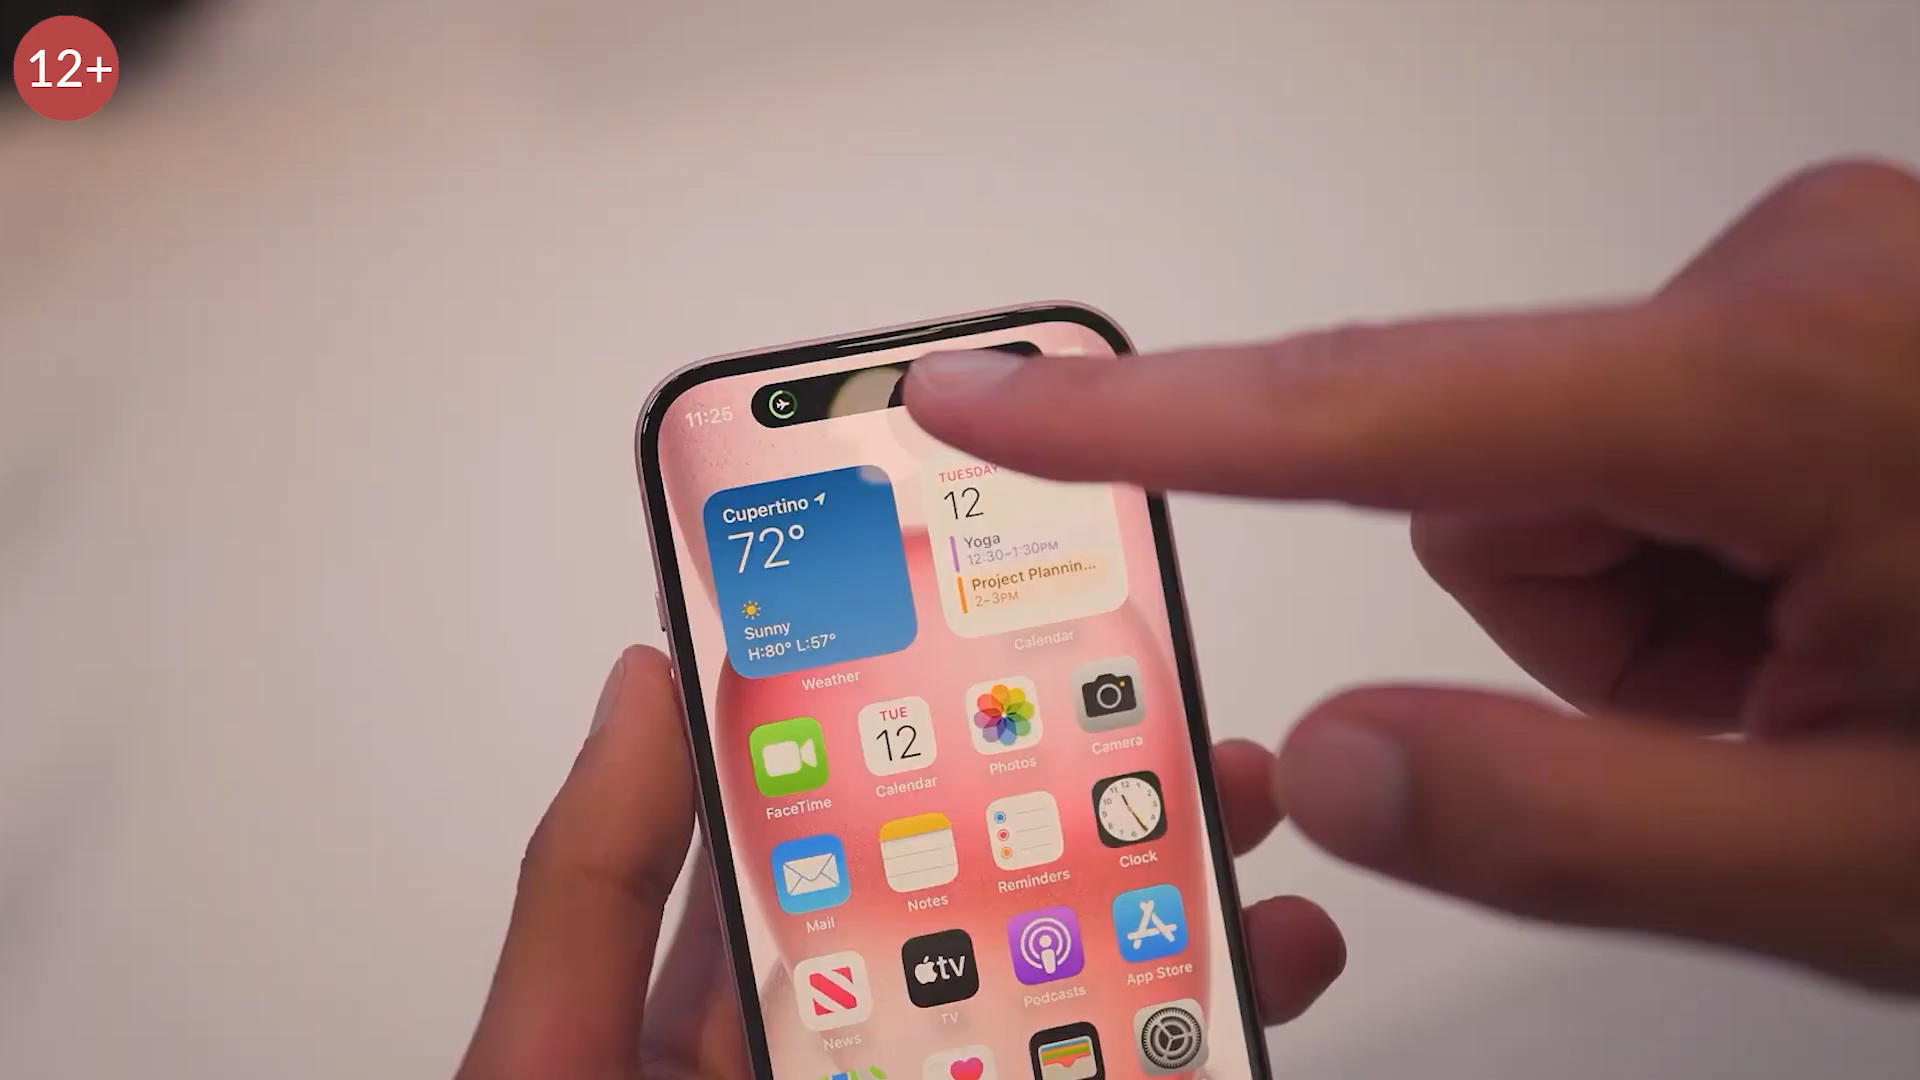 12+
11:25
Cupertino
72°
Sunny
H:80° L:57°
Weather
TUESDAY
12
Yoga
12:30–1:30PM
Project Plannin...
2–3PM
Calendar
FaceTime
TUE
12
Calendar
Photos
Camera
Mail
Notes
Reminders
Clock
News
tv
TV
Podcasts
App Store